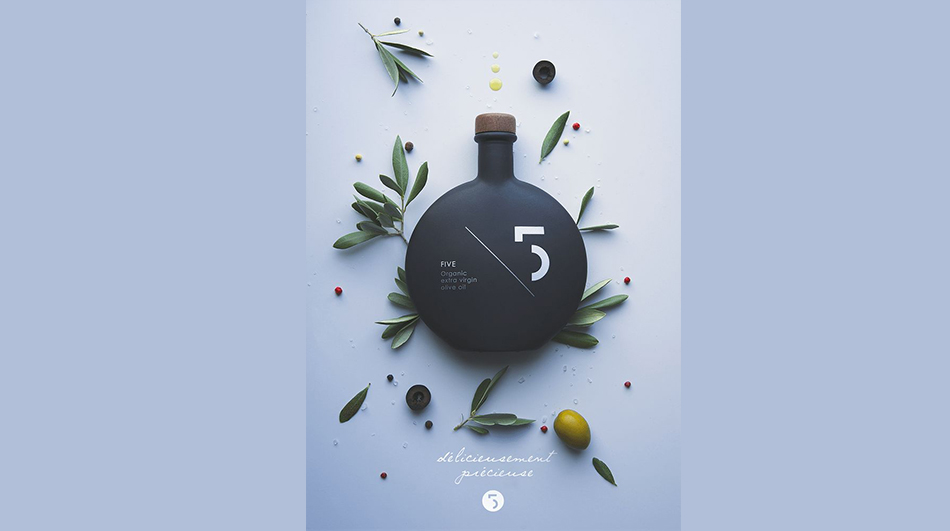 5
FIVE
Organic
extra virgin
olive oil
délicieusement
précieuse
5